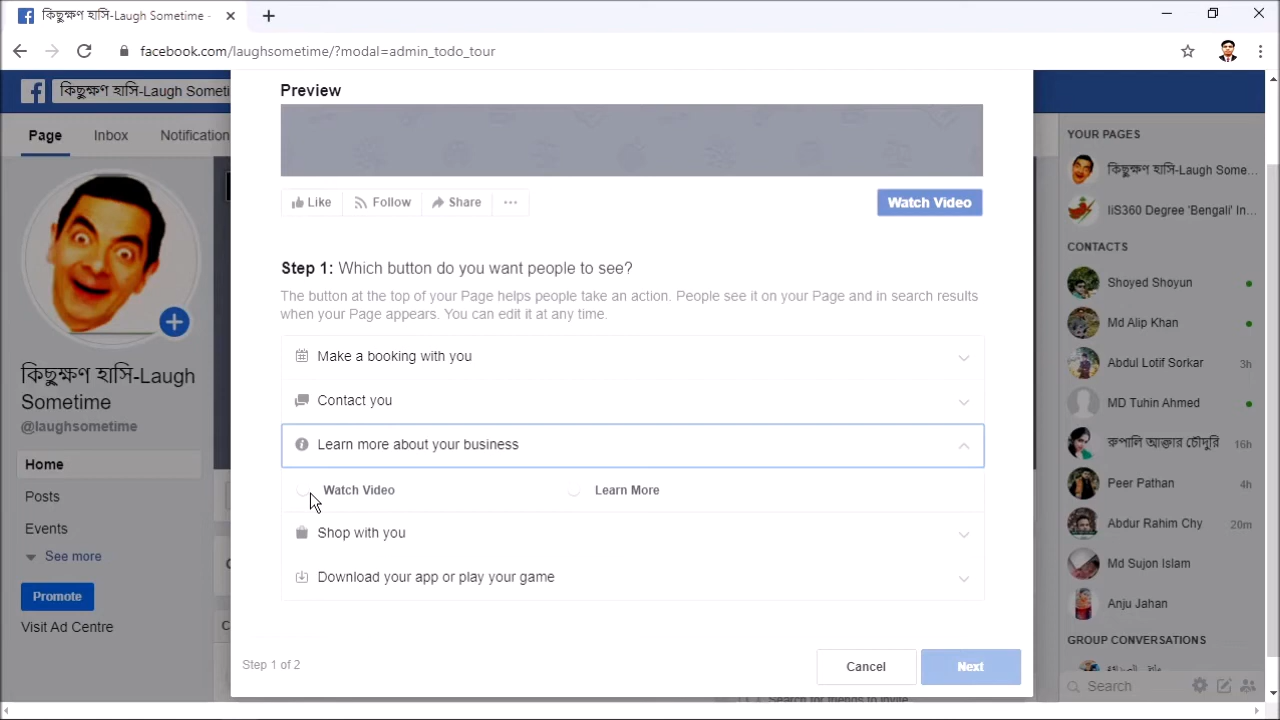 কিছুক্ষণ হাসি-Laugh Sometime -
facebook.com/laughsometime/?modal=admin_todo_tour
কিছুক্ষণ হাসি-Laugh Someti
Page Inbox Notification
কিছুক্ষণ হাসি-Laugh
Sometime
@laughsometime
Home
Posts
Events
See more
Promote
Visit Ad Centre
Preview
Like Follow Share ...
Watch Video
Step 1: Which button do you want people to see?
The button at the top of your Page helps people take an action. People see it on your Page and in search results
when your Page appears. You can edit it at any time.
Make a booking with you
Contact you
Learn more about your business
Watch Video Learn More
Shop with you
Download your app or play your game
Step 1 of 2
Cancel Next
Search for friends to invite
YOUR PAGES
কিছুক্ষণ হাসি-Laugh Some...
IiS360 Degree 'Bengali' In...
CONTACTS
Shoyed Shoyun
Md Alip Khan
Abdul Lotif Sorkar 3h
MD Tuhin Ahmed
রুপালি আক্তার চৌধুরী 16h
Peer Pathan 4h
Abdur Rahim Chy 20m
Md Sujon Islam
Anju Jahan
GROUP CONVERSATIONS
Search